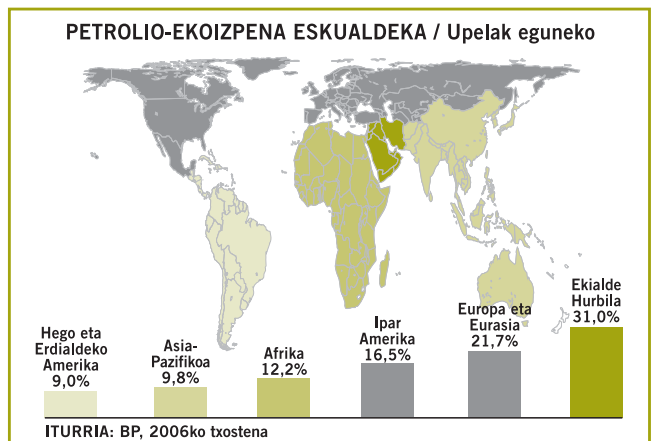 PETROLIO-EKOIZPENA ESKUALDEKA / Upelak eguneko
Hego eta
Erdialdeko
Amerika
9,0%
Asia-
Pazifikoa
9,8%
Afrika
12,2%
Ipar
Amerika
16,5%
Europa eta
Eurasia
21,7%
Ekialde
Hurbila
31,0%
ITURRIA: BP, 2006ko txostena